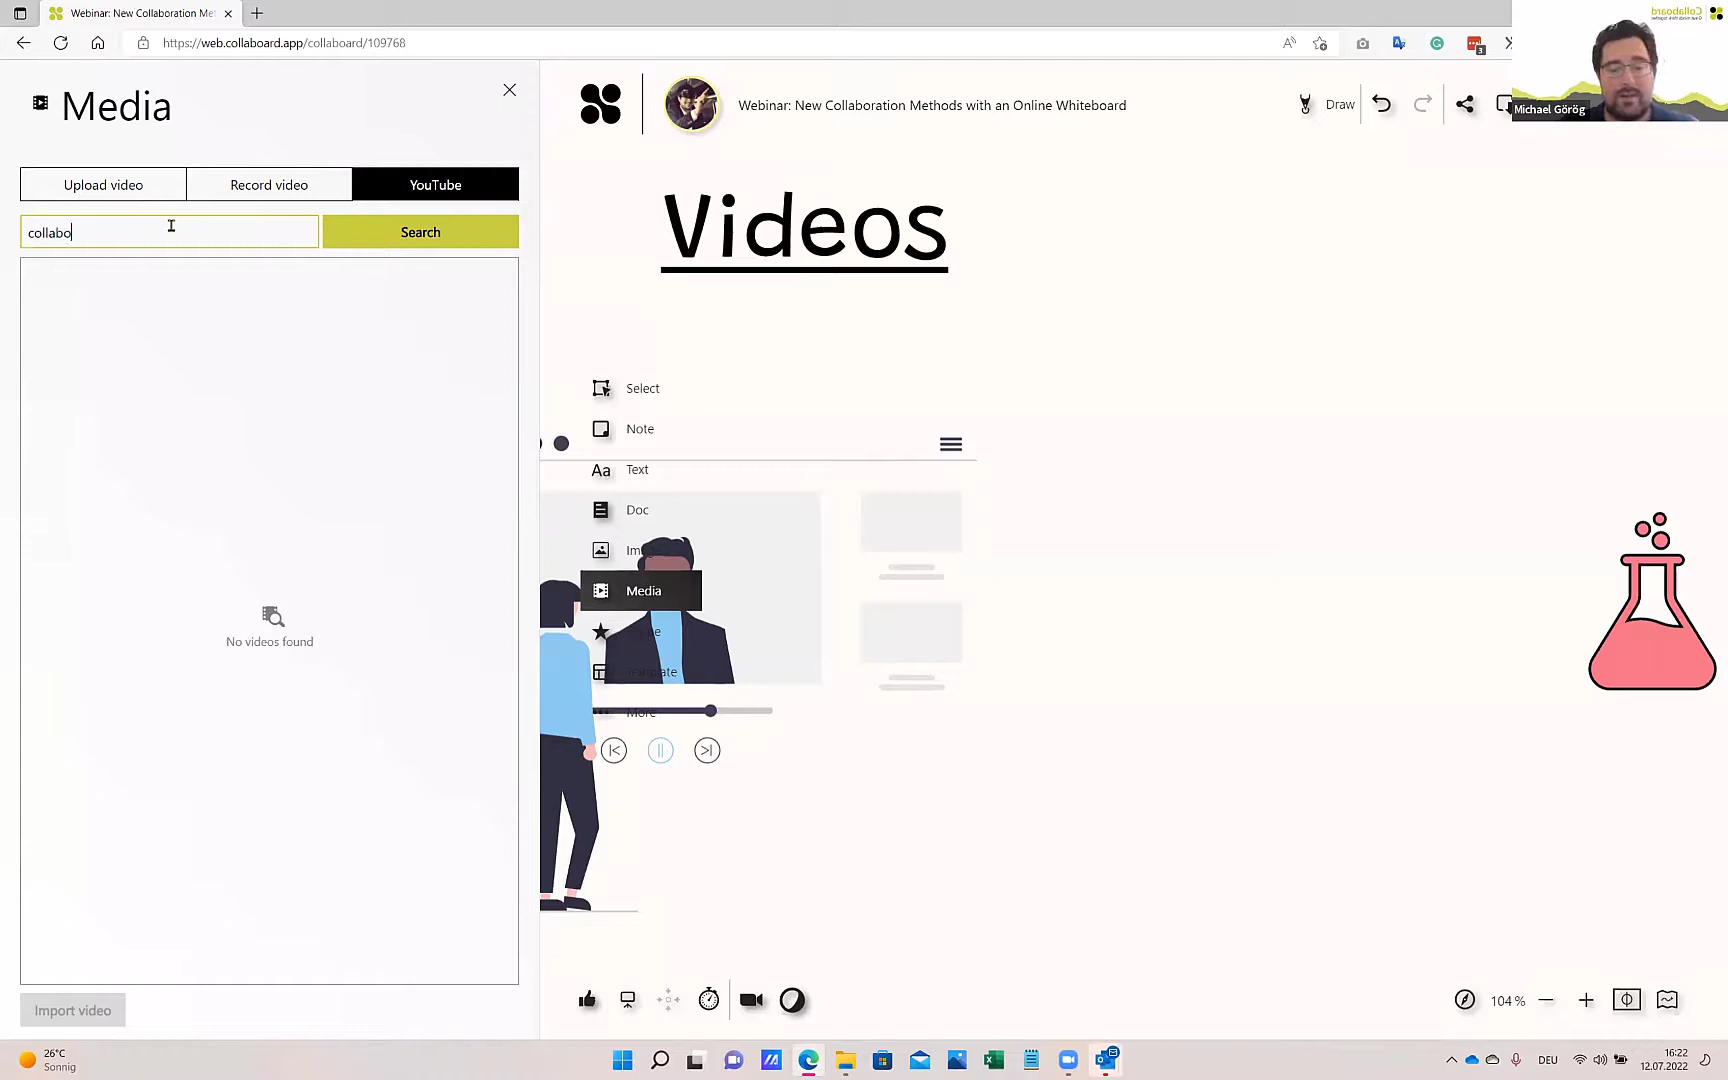 Webinar: New Collaboration Met
https://web.collaboard.app/collaboard/109768
Collaboard
Michael Görög
Media
Upload video
Record video
YouTube
collabo
Search
No videos found
Import video
Webinar: New Collaboration Methods with an Online Whiteboard
Draw
Videos
Select
Note
Aa
Text
Doc
Media
More
104 %
26°C
Sonnig
DEU
16:22
12.07.2022